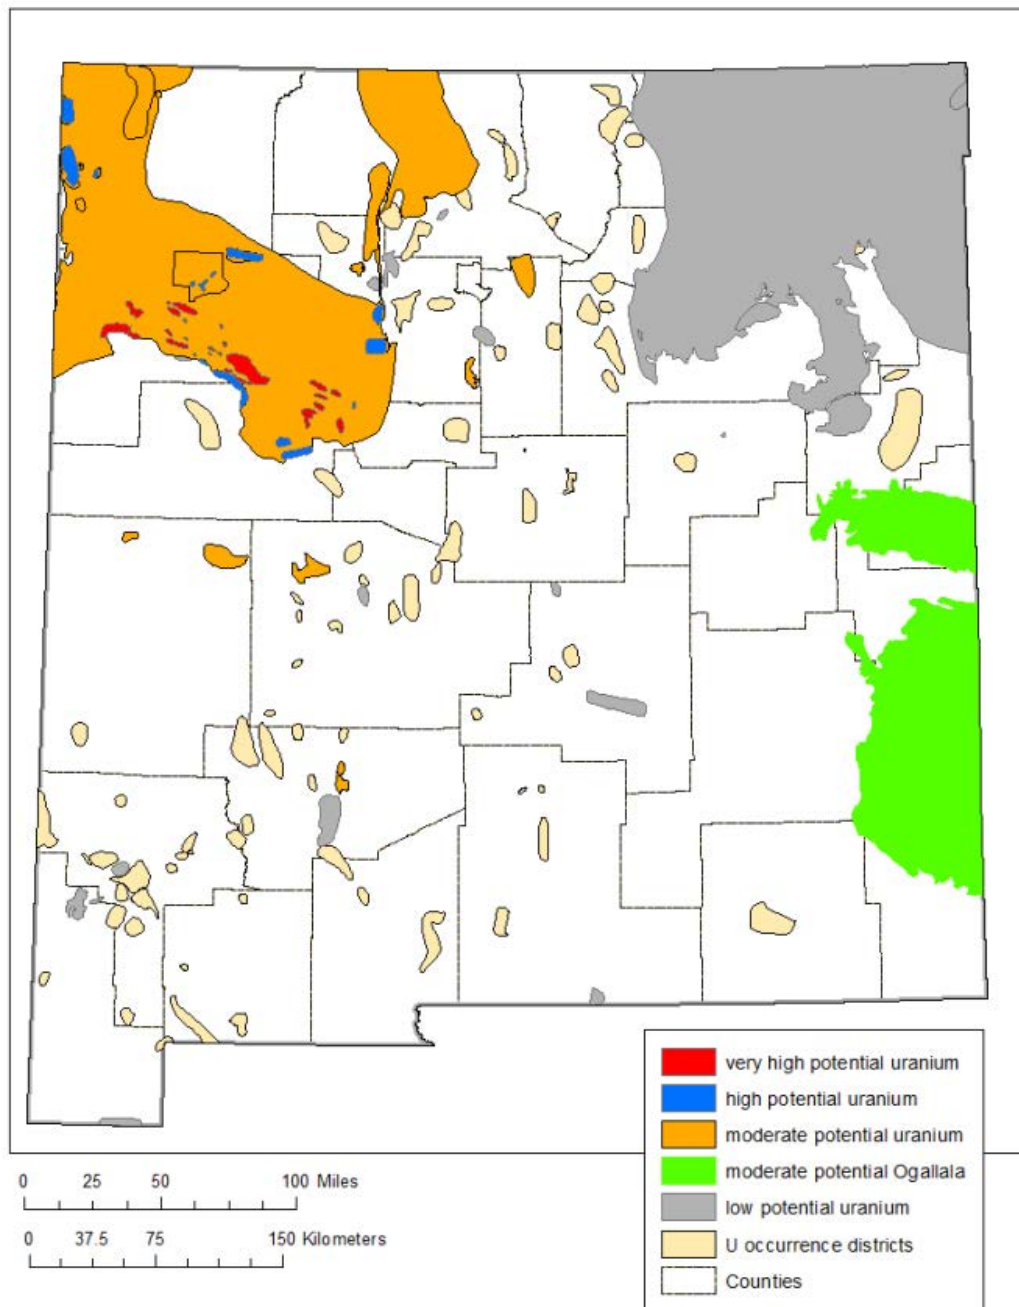 very high potential uranium
high potential uranium
moderate potential uranium
moderate potential Ogallala
low potential uranium
U occurrence districts
Counties
0 25 50 100 Miles
0 37.5 75 150 Kilometers